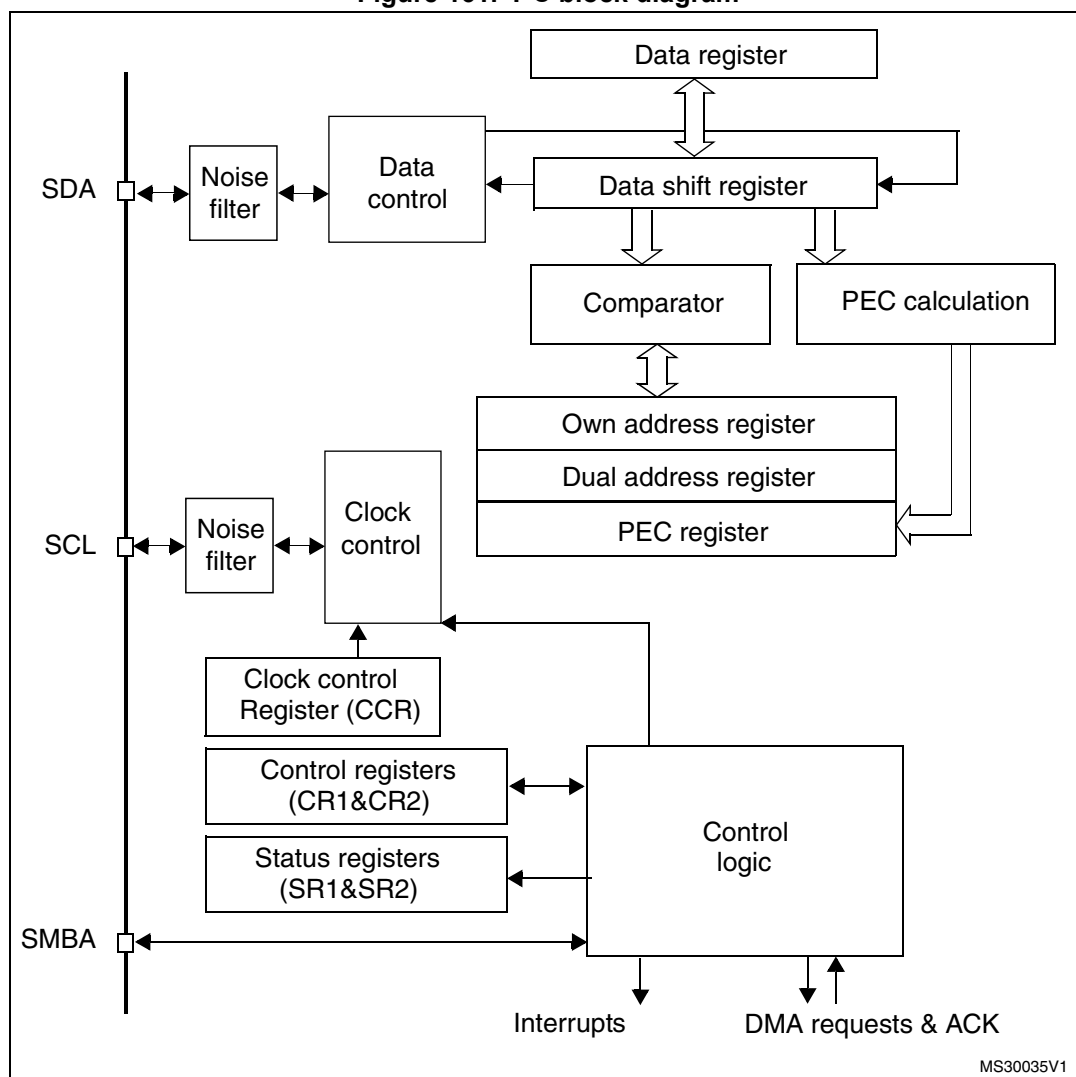 Data register
Data
control
Noise
filter
SDA
Data shift register
Comparator
PEC calculation
Own address register
Dual address register
PEC register
Clock
control
Noise
filter
SCL
Clock control
Register (CCR)
Control registers
(CR1&CR2)
Status registers
(SR1&SR2)
Control
logic
SMBA
Interrupts
DMA requests & ACK
MS30035V1